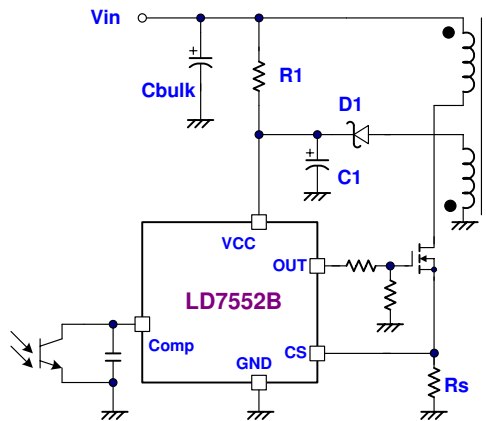 Vin
Cbulk
R1
D1
C1
VCC
OUT
LD7552B
Comp
CS
GND
Rs
+
+